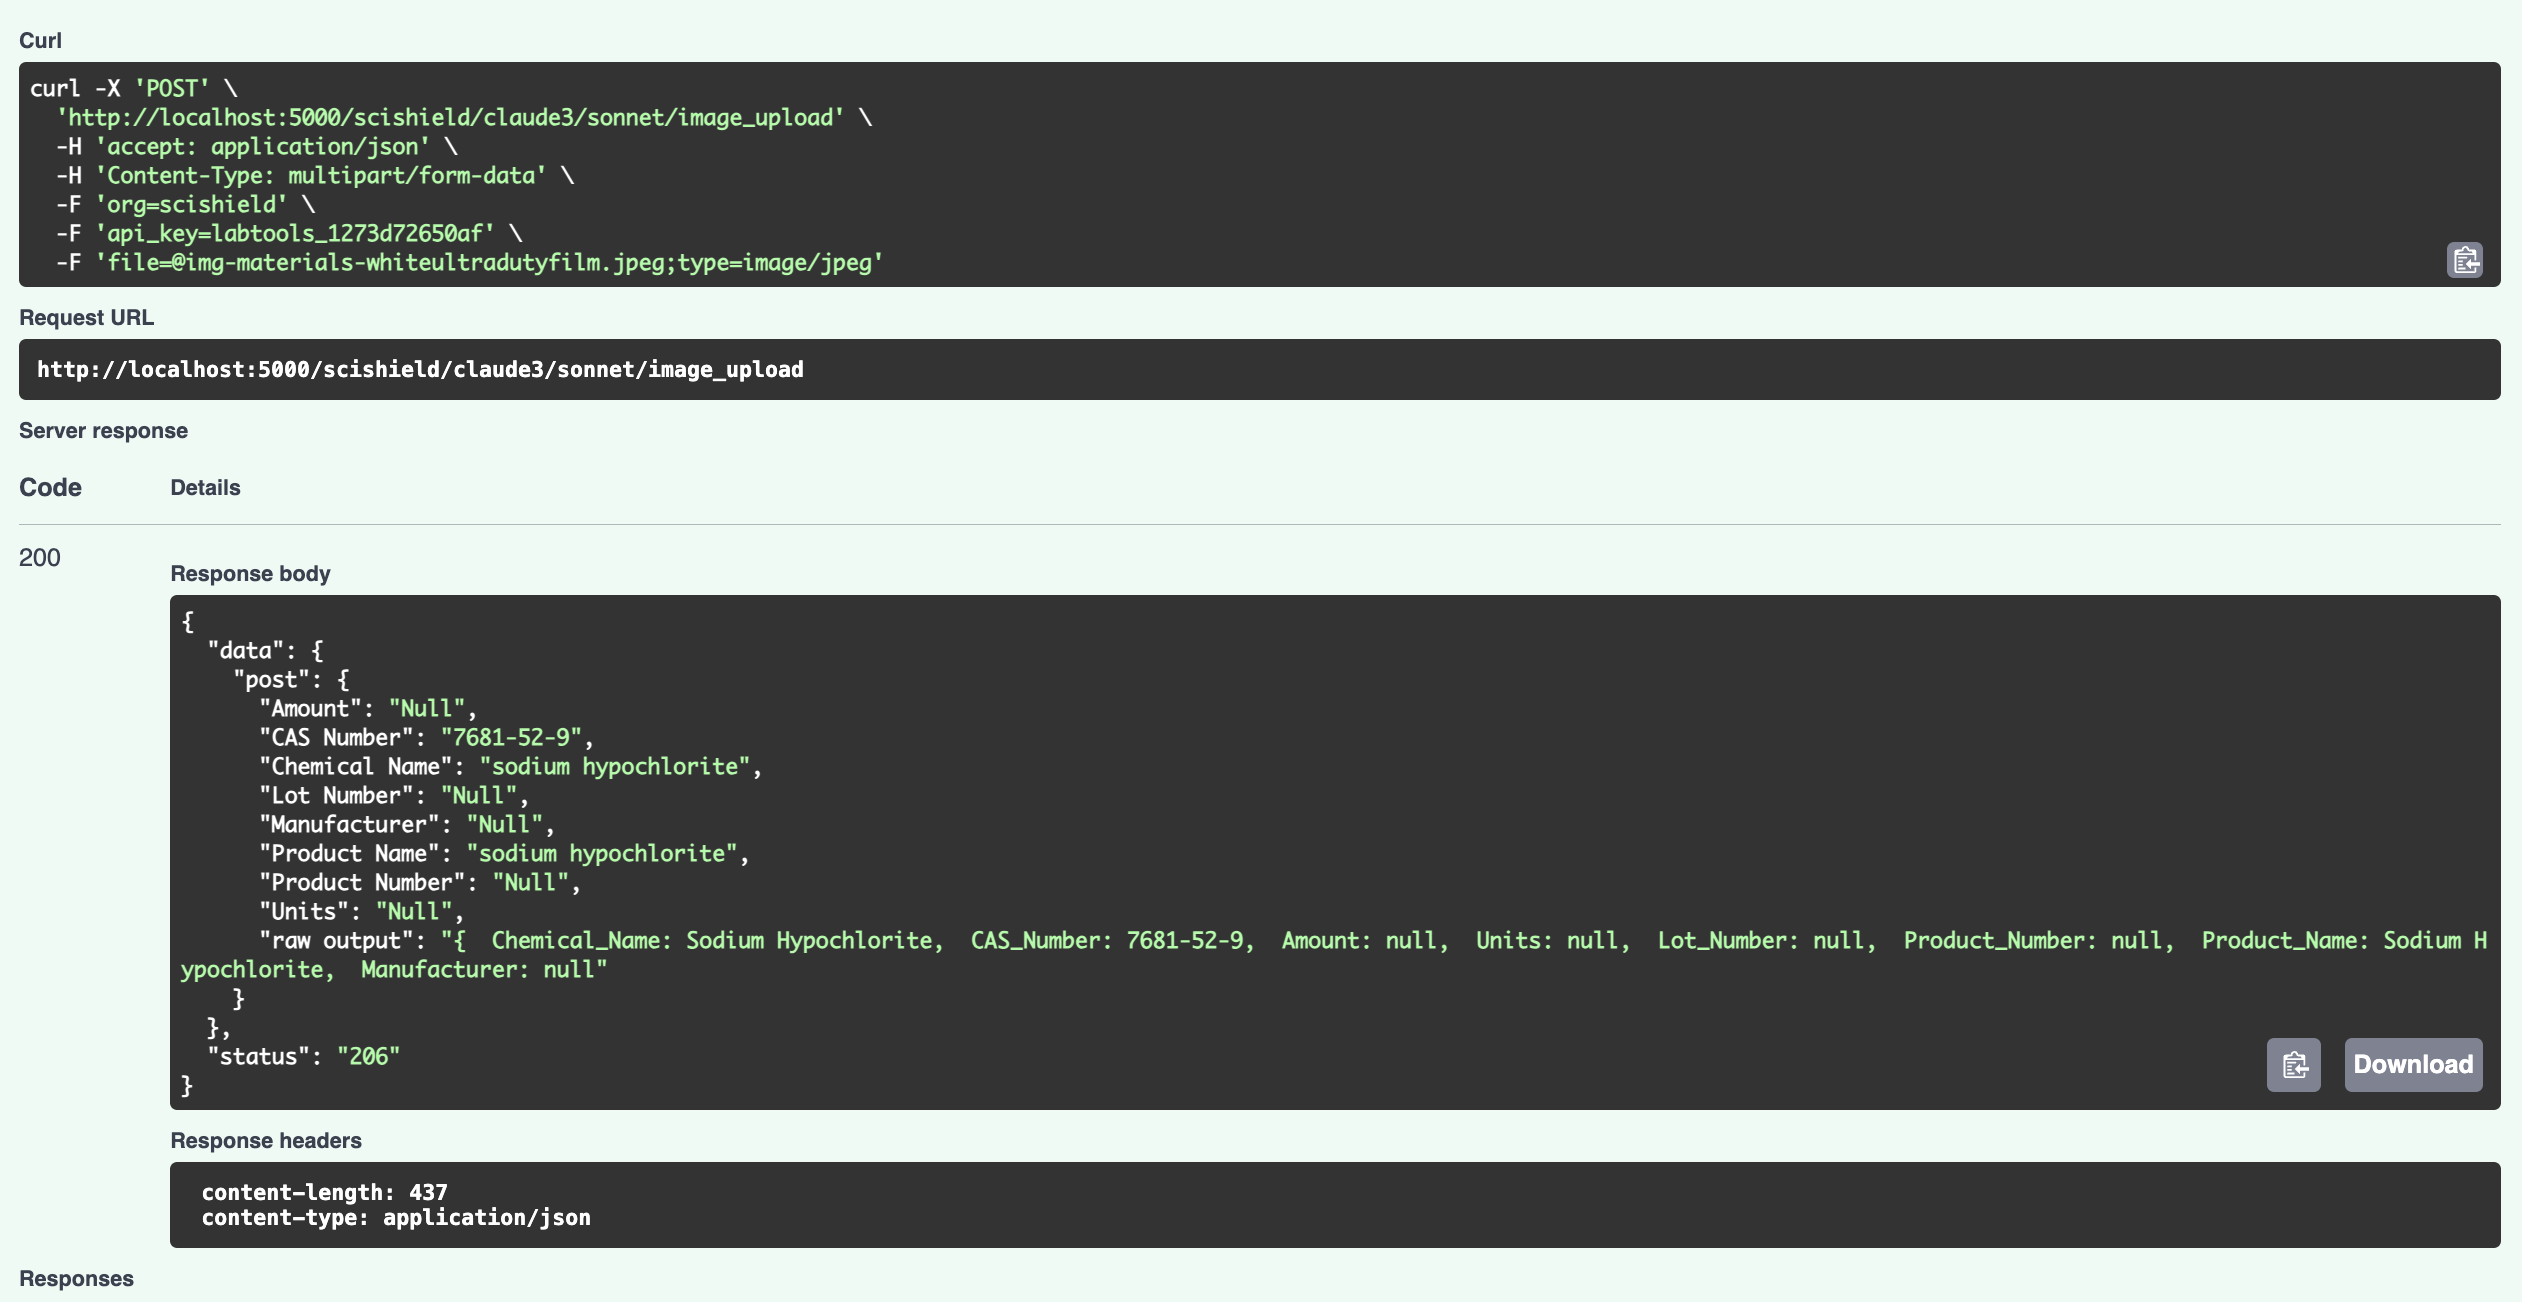 Curl
curl -X 'POST' \
  'http://localhost:5000/scishield/claude3/sonnet/image_upload' \
  -H 'accept: application/json' \
  -H 'Content-Type: multipart/form-data' \
  -F 'org=scishield' \
  -F 'api_key=labtools_1273d72650af' \
  -F 'file=@img-materials-whiteultradutyfilm.jpeg;type=image/jpeg'
Request URL
http://localhost:5000/scishield/claude3/sonnet/image_upload
Server response
Code Details
200
Response body
{
  "data": {
    "post": {
      "Amount": "Null",
      "CAS Number": "7681-52-9",
      "Chemical Name": "sodium hypochlorite",
      "Lot Number": "Null",
      "Manufacturer": "Null",
      "Product Name": "sodium hypochlorite",
      "Product Number": "Null",
      "Units": "Null",
      "raw output": "{  Chemical_Name: Sodium Hypochlorite,  CAS_Number: 7681-52-9,  Amount: null,  Units: null,  Lot_Number: null,  Product_Number: null,  Product_Name: Sodium H
ypochlorite,  Manufacturer: null"
    }
  },
  "status": "206"
}
Download
Response headers
content-length: 437
content-type: application/json
Responses